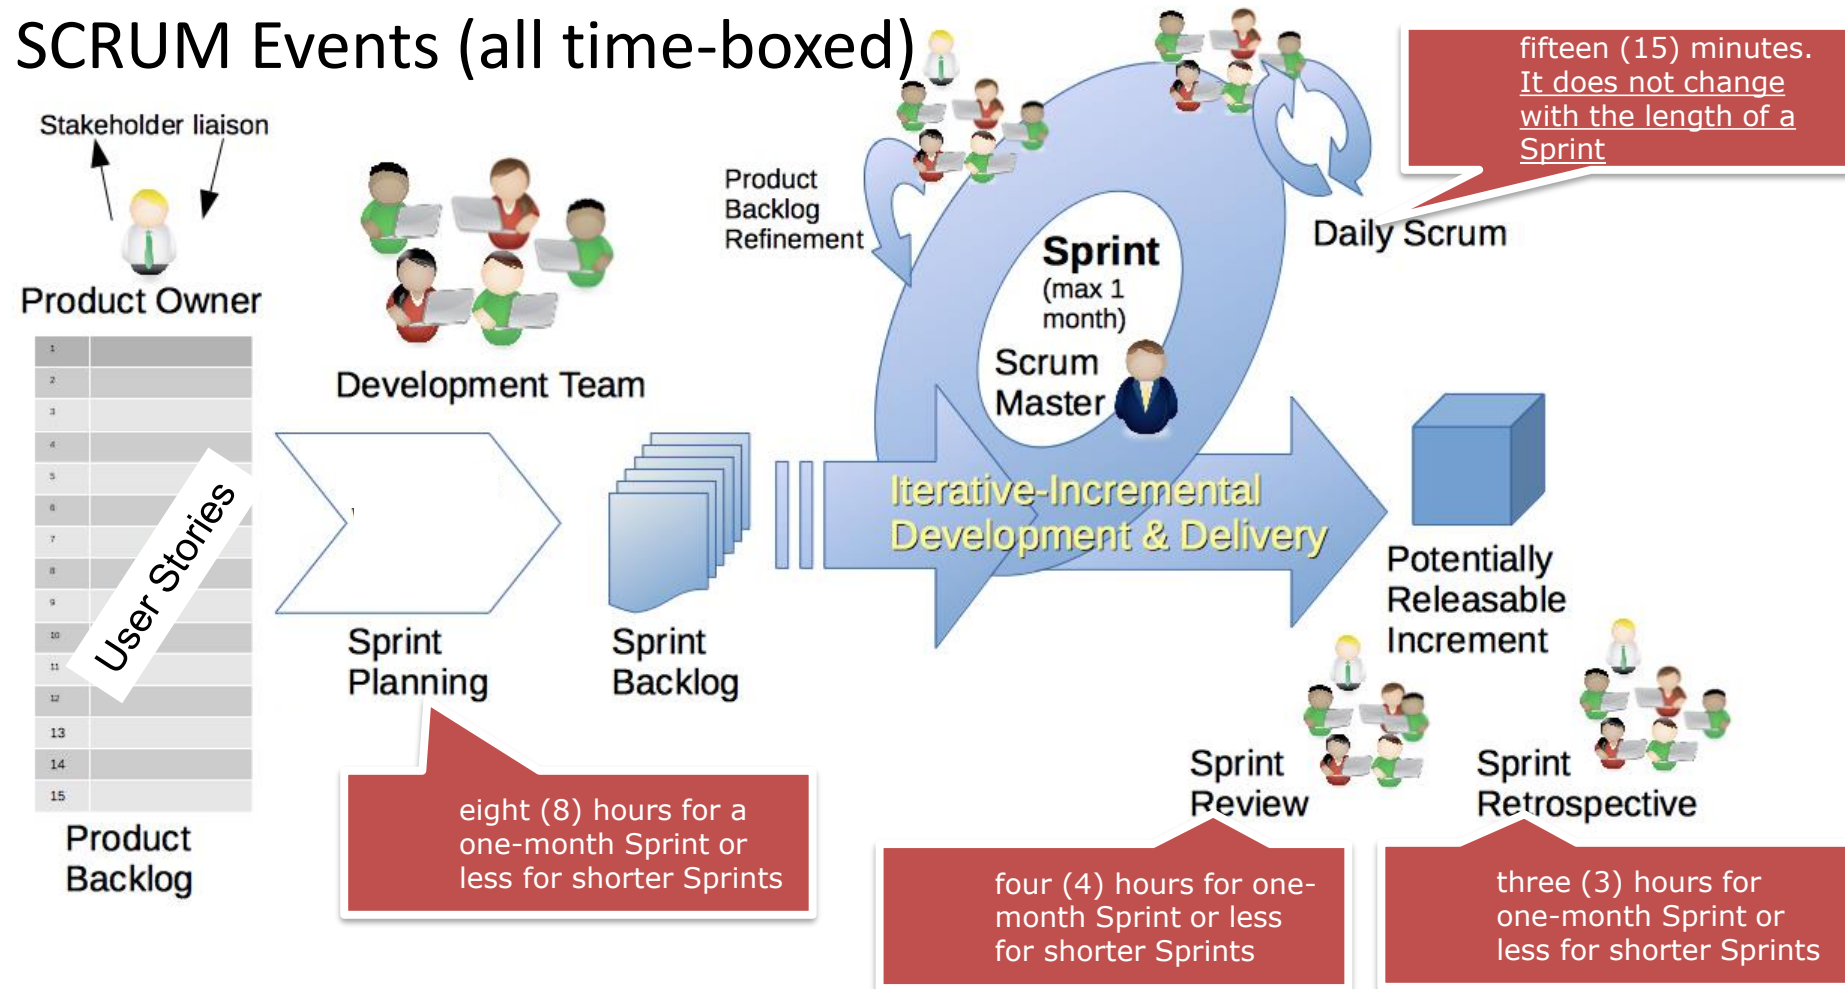 SCRUM Events (all time-boxed)
Stakeholder liaison
Product Owner
Development Team
Product
Backlog
Refinement
fifteen (15) minutes.
It does not change
with the length of a
Sprint
Daily Scrum
Sprint
(max 1
month)
Scrum
Master
1
2
3
4
5
6
7
8
9
10
11
12
13
14
15
User Stories
Product
Backlog
Sprint
Planning
Sprint
Backlog
Iterative-Incremental
Development & Delivery
Potentially
Releasable
Increment
eight (8) hours for a
one-month Sprint or
less for shorter Sprints
Sprint
Review
four (4) hours for one-
month Sprint or less
for shorter Sprints
Sprint
Retrospective
three (3) hours for
one-month Sprint or
less for shorter Sprints